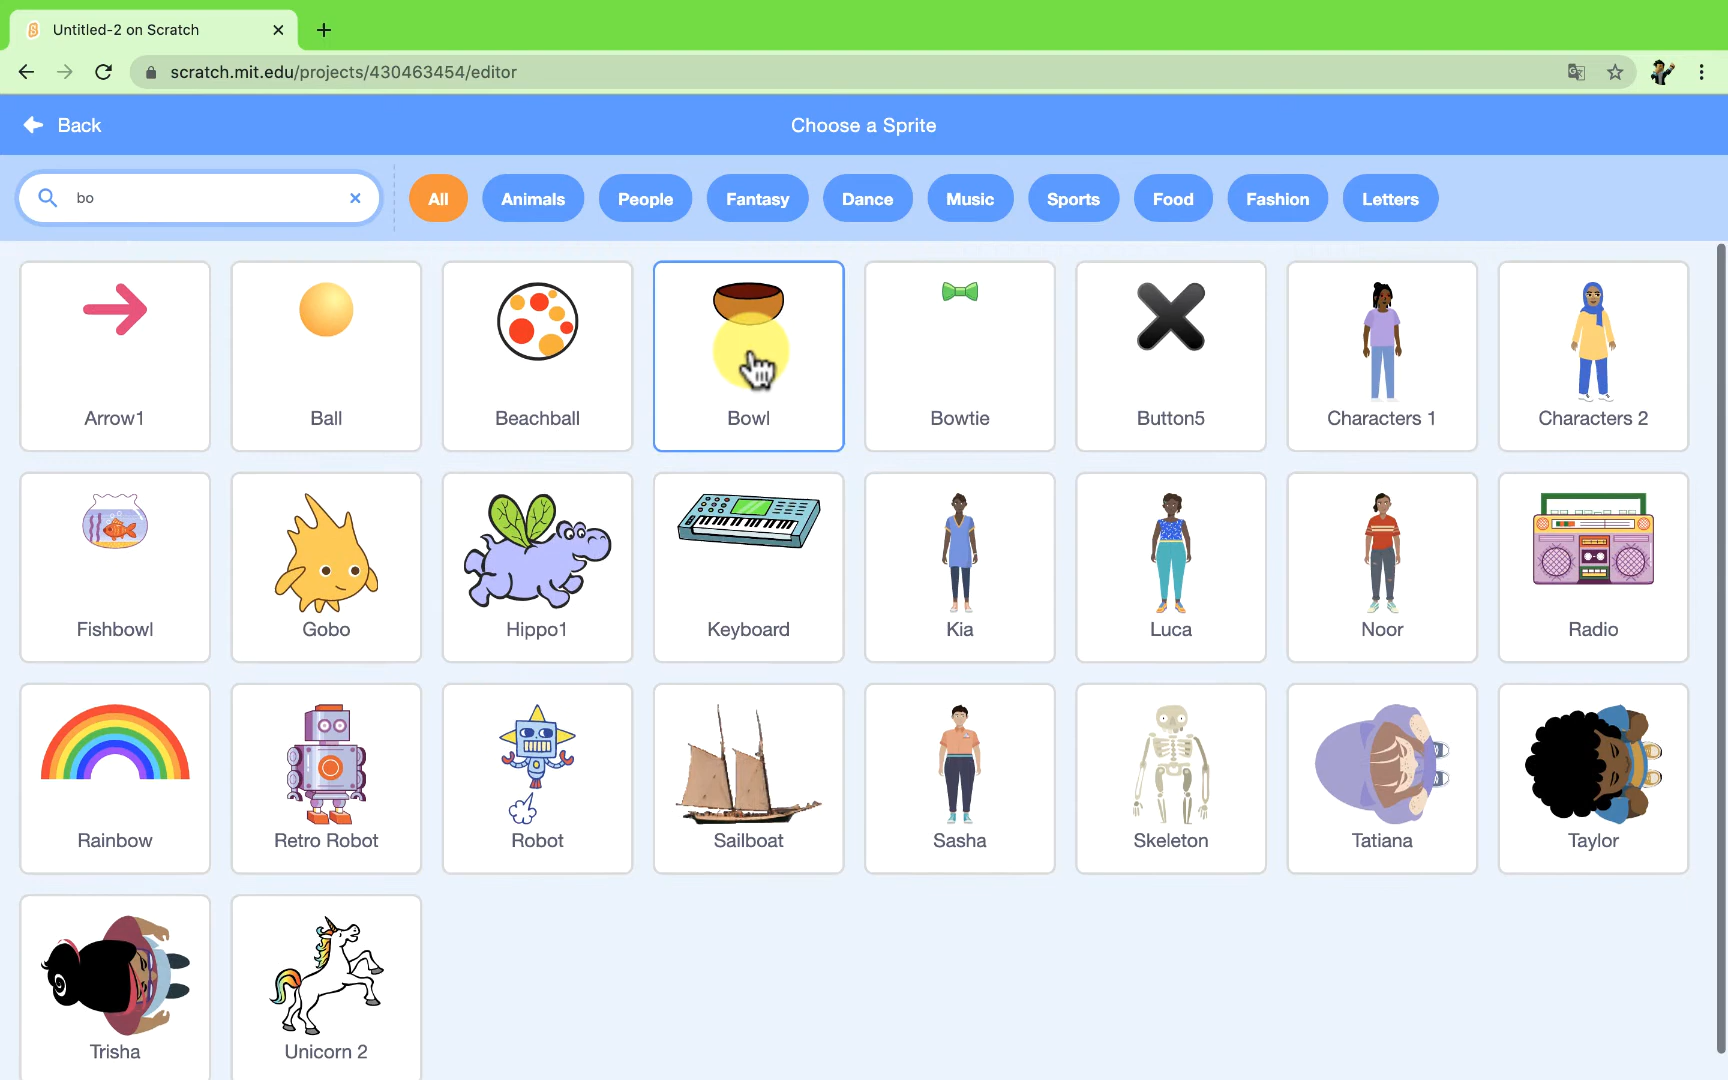 Untitled-2 on Scratch
scratch.mit.edu/projects/430463454/editor
Back
Choose a Sprite
bo
All
Animals
People
Fantasy
Dance
Music
Sports
Food
Fashion
Letters
Arrow1
Ball
Beachball
Bowl
Bowtie
Button5
Characters 1
Characters 2
Fishbowl
Gobo
Hippo1
Keyboard
Kia
Luca
Noor
Radio
Rainbow
Retro Robot
Robot
Sailboat
Sasha
Skeleton
Tatiana
Taylor
Trisha
Unicorn 2